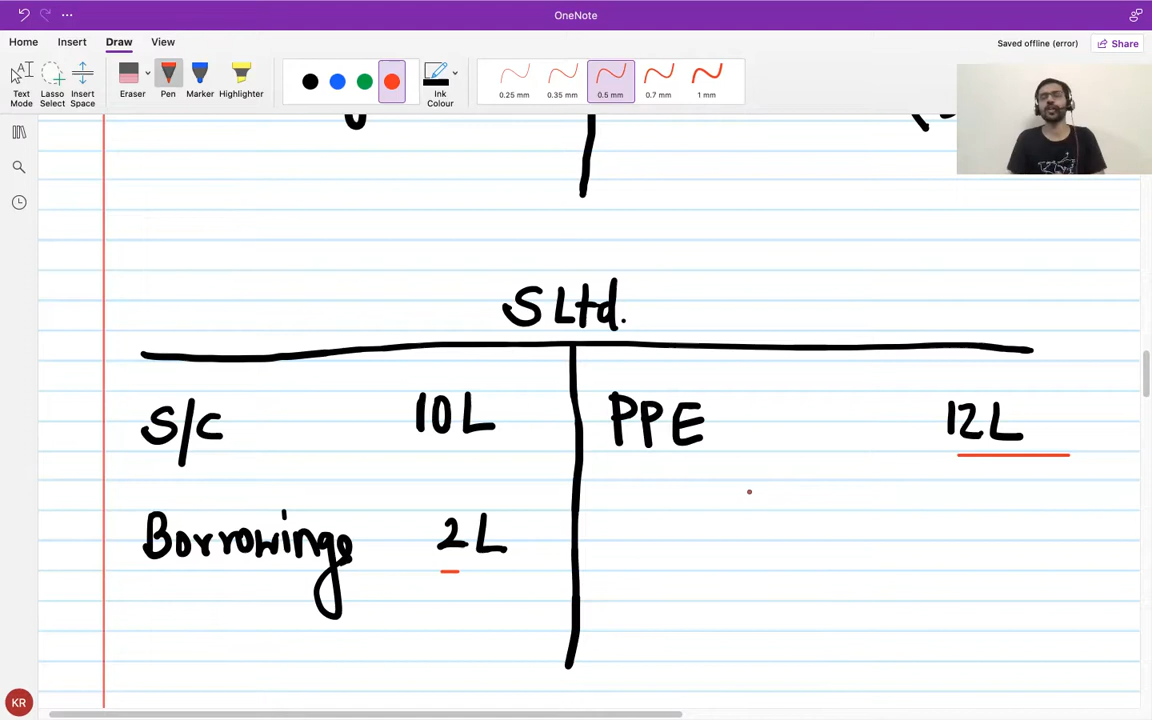 OneNote
Home Insert Draw View
Saved offline (error)
Share
Text Mode
Lasso Select
Insert Space
Eraser
Pen
Marker
Highlighter
Ink Colour
0.25 mm
0.35 mm
0.5 mm
0.7 mm
1 mm
S Ltd.
S/C 10L PPE 12L
Borrowings 2L
KR